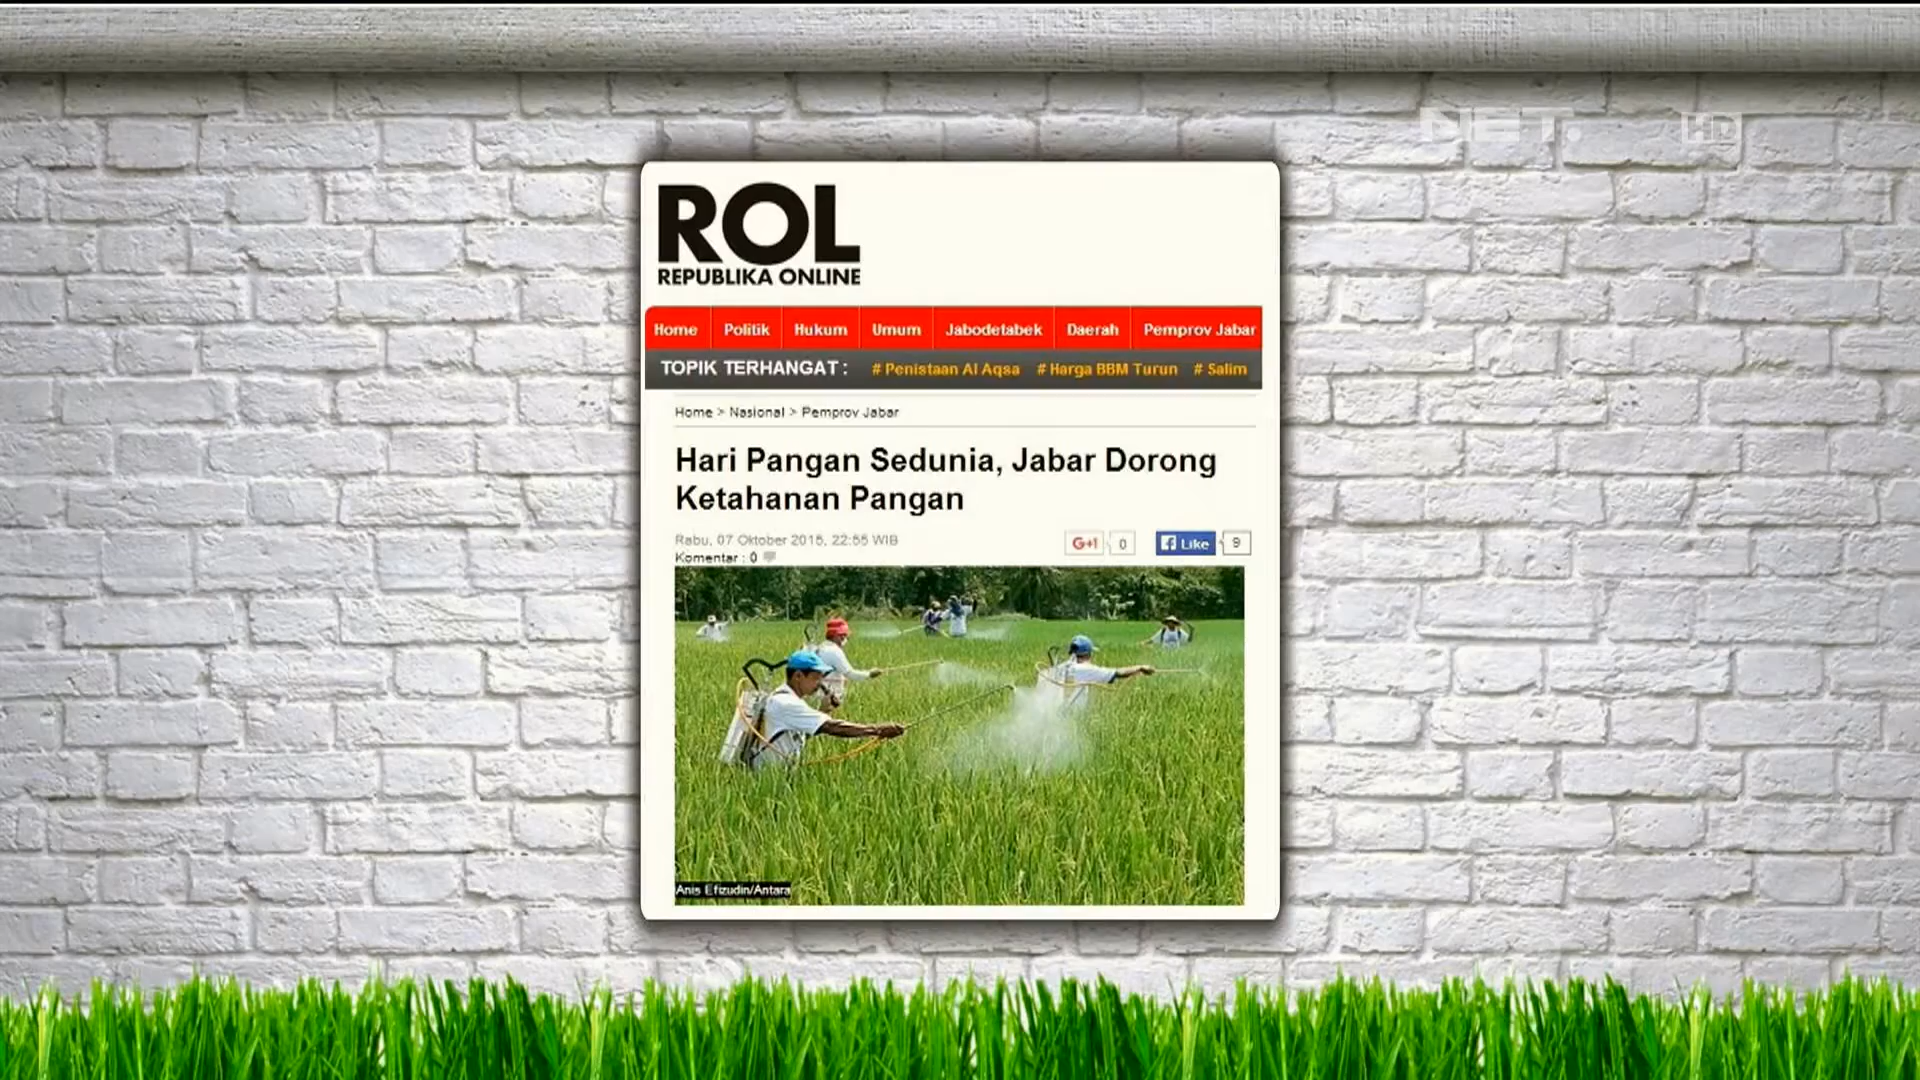 NET. HD
ROL
REPUBLIKA ONLINE
Home Politik Hukum Umum Jabodetabek Daerah Pemprov Jabar
TOPIK TERHANGAT : # Penistaan Al Aqsa # Harga BBM Turun # Salim
Home > Nasional > Pemprov Jabar
Hari Pangan Sedunia, Jabar Dorong
Ketahanan Pangan
Rabu, 07 Oktober 2015, 22:55 WIB
G+1 0 Like 9
Komentar : 0
Anis Efizudin/Antara